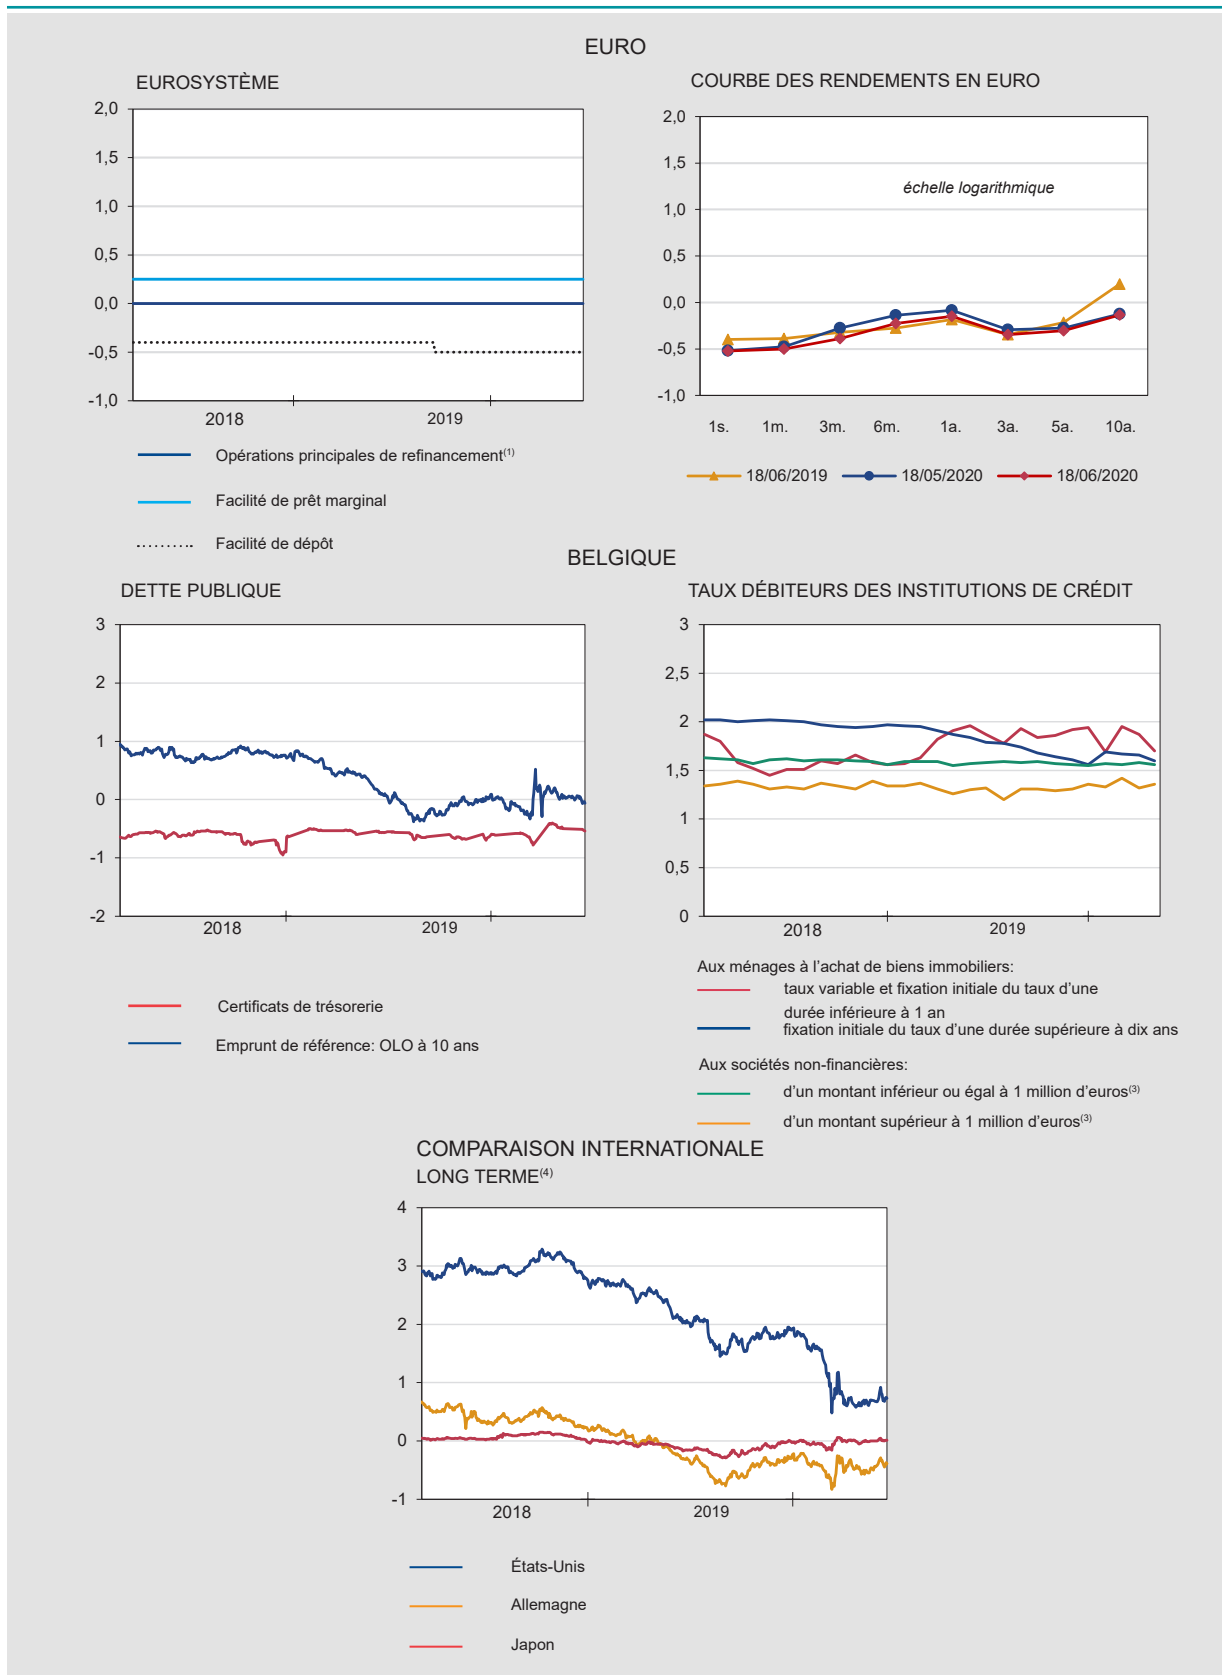 EURO
EUROSYSTÈME
2,0
1,5
1,0
0,5
0,0
-0,5
-1,0
2018
2019
Opérations principales de refinancement(1)
Facilité de prêt marginal
Facilité de dépôt
COURBE DES RENDEMENTS EN EURO
2,0
1,5
1,0
0,5
0,0
-0,5
-1,0
échelle logarithmique
1s. 1m. 3m. 6m. 1a. 3a. 5a. 10a.
18/06/2019 18/05/2020 18/06/2020
BELGIQUE
DETTE PUBLIQUE
3
2
1
0
-1
-2
2018
2019
Certificats de trésorerie
Emprunt de référence: OLO à 10 ans
TAUX DÉBITEURS DES INSTITUTIONS DE CRÉDIT
3
2,5
2
1,5
1
0,5
0
2018
2019
Aux ménages à l'achat de biens immobiliers:
taux variable et fixation initiale du taux d'une
durée inférieure à 1 an
fixation initiale du taux d'une durée supérieure à dix ans
Aux sociétés non-financières:
d'un montant inférieur ou égal à 1 million d'euros(3)
d'un montant supérieur à 1 million d'euros(3)
COMPARAISON INTERNATIONALE
LONG TERME(4)
4
3
2
1
0
-1
2018
2019
États-Unis
Allemagne
Japon